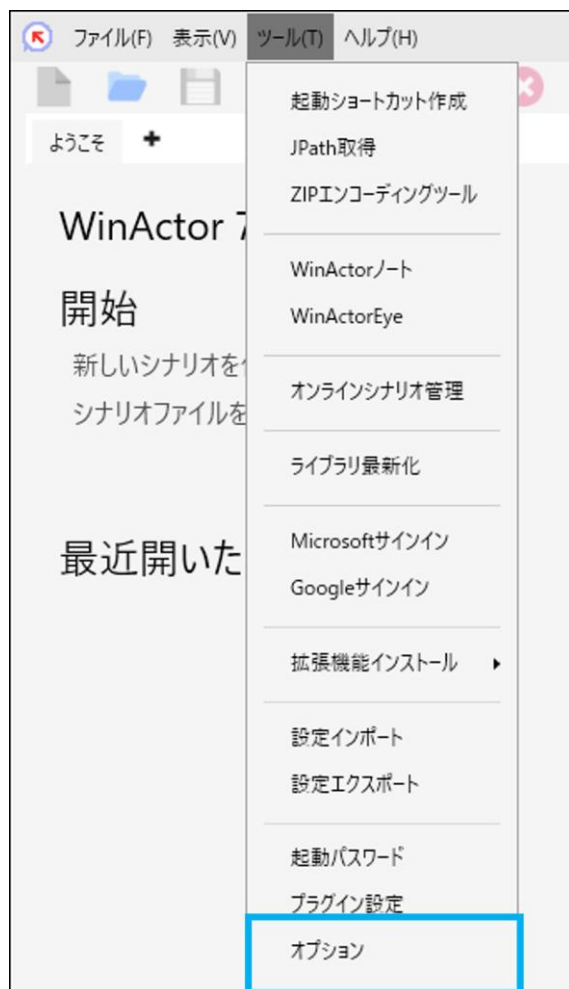 ファイル(F) 表示(V) ツール(T) ヘルプ(H)
ようこそ
WinActor 7
開始
新しいシナリオを
シナリオファイルを
最近開いた
起動ショートカット作成
JPath取得
ZIPエンコーディングツール
WinActorノート
WinActorEye
オンラインシナリオ管理
ライブラリ最新化
Microsoftサインイン
Googleサインイン
拡張機能インストール
設定インポート
設定エクスポート
起動パスワード
プラグイン設定
オプション